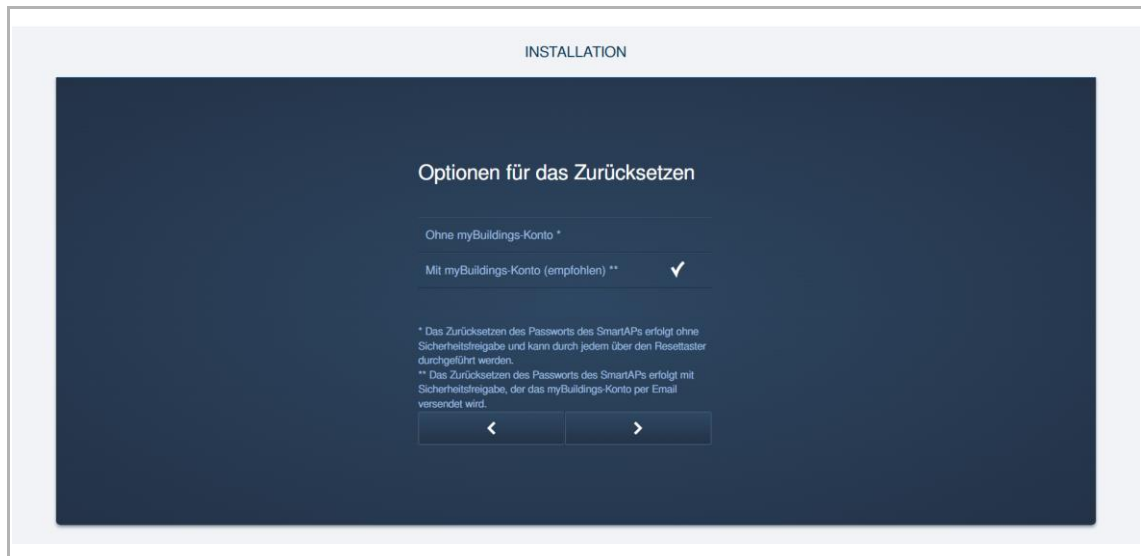 INSTALLATION
Optionen für das Zurücksetzen
Ohne myBuildings-Konto *
Mit myBuildings-Konto (empfohlen) **
* Das Zurücksetzen des Passworts des SmartAPs erfolgt ohne
Sicherheitsfreigabe und kann durch jedem über den Resettaster
durchgeführt werden.
** Das Zurücksetzen des Passworts des SmartAPs erfolgt mit
Sicherheitsfreigabe, der das myBuildings-Konto per Email
versendet wird.